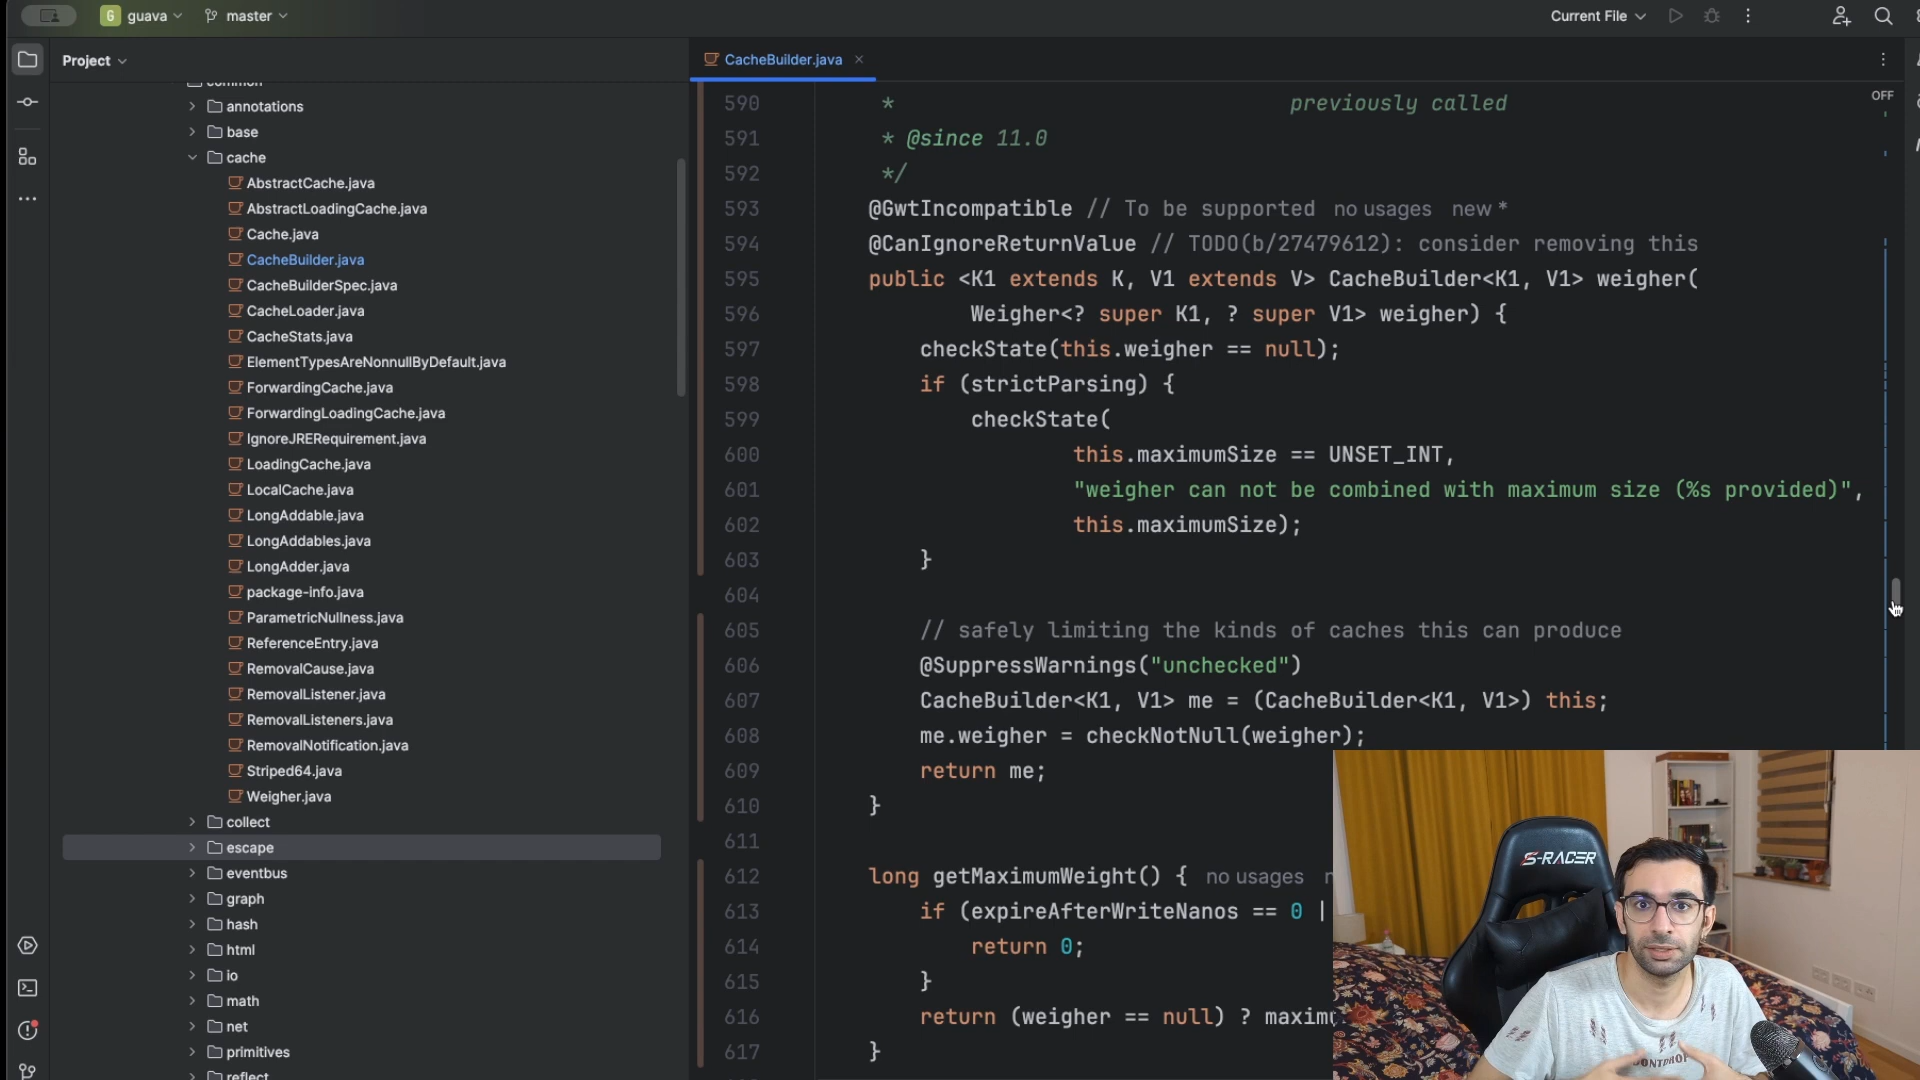 G guava
master
Current File
Project
CacheBuilder.java
common
annotations
base
cache
AbstractCache.java
AbstractLoadingCache.java
Cache.java
CacheBuilder.java
CacheBuilderSpec.java
CacheLoader.java
CacheStats.java
ElementTypesAreNonnullByDefault.java
ForwardingCache.java
ForwardingLoadingCache.java
IgnoreJRERequirement.java
LoadingCache.java
LocalCache.java
LongAddable.java
LongAddables.java
LongAdder.java
package-info.java
ParametricNullness.java
ReferenceEntry.java
RemovalCause.java
RemovalListener.java
RemovalListeners.java
RemovalNotification.java
Striped64.java
Weigher.java
collect
escape
eventbus
graph
hash
html
io
math
net
primitives
reflect
OFF
590 * previously called
591 * @since 11.0
592 */
593 @GwtIncompatible // To be supported no usages new *
594 @CanIgnoreReturnValue // TODO(b/27479612): consider removing this
595 public <K1 extends K, V1 extends V> CacheBuilder<K1, V1> weigher(
596 Weigher<? super K1, ? super V1> weigher) {
597 checkState(this.weigher == null);
598 if (strictParsing) {
599 checkState(
600 this.maximumSize == UNSET_INT,
601 "weigher can not be combined with maximum size (%s provided)",
602 this.maximumSize);
603 }
604
605 // safely limiting the kinds of caches this can produce
606 @SuppressWarnings("unchecked")
607 CacheBuilder<K1, V1> me = (CacheBuilder<K1, V1>) this;
608 me.weigher = checkNotNull(weigher);
609 return me;
610 }
611
612 long getMaximumWeight() { no usages
613 if (expireAfterWriteNanos == 0 |
614 return 0;
615 }
616 return (weigher == null) ? maxim
617 }
S-RACER